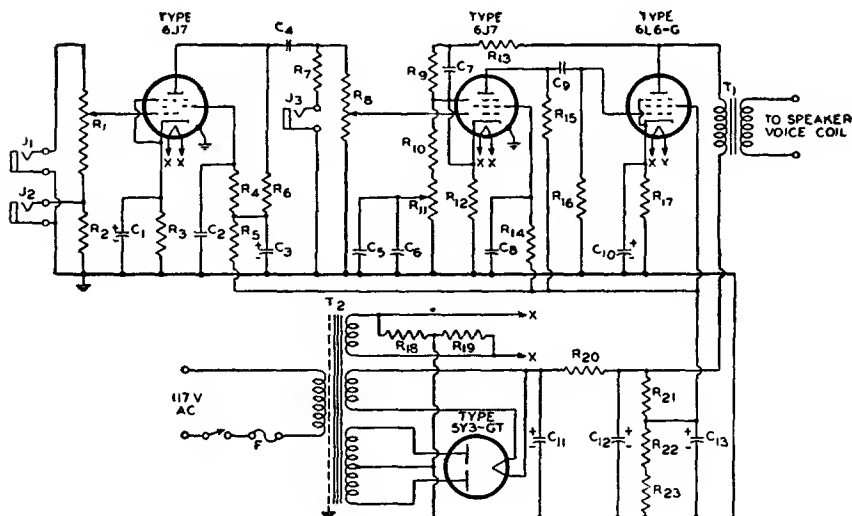 TYPE
6J7
TYPE
6J7
TYPE
6L6-G
C4
R7
J3
R8
R9
C7
R13
C9
R15
T1
TO SPEAKER
VOICE COIL
J1
R1
J2
R2
C1
R3
X X
C2
R4
R5
R6
C3
C5
C6
R10
R11
R12
X X
C8
R14
R16
C10
R17
X X
T2
X
R18
R19
X
117 V
AC
F
TYPE
5Y3-GT
R20
C11
C12
R21
R22
R23
C13